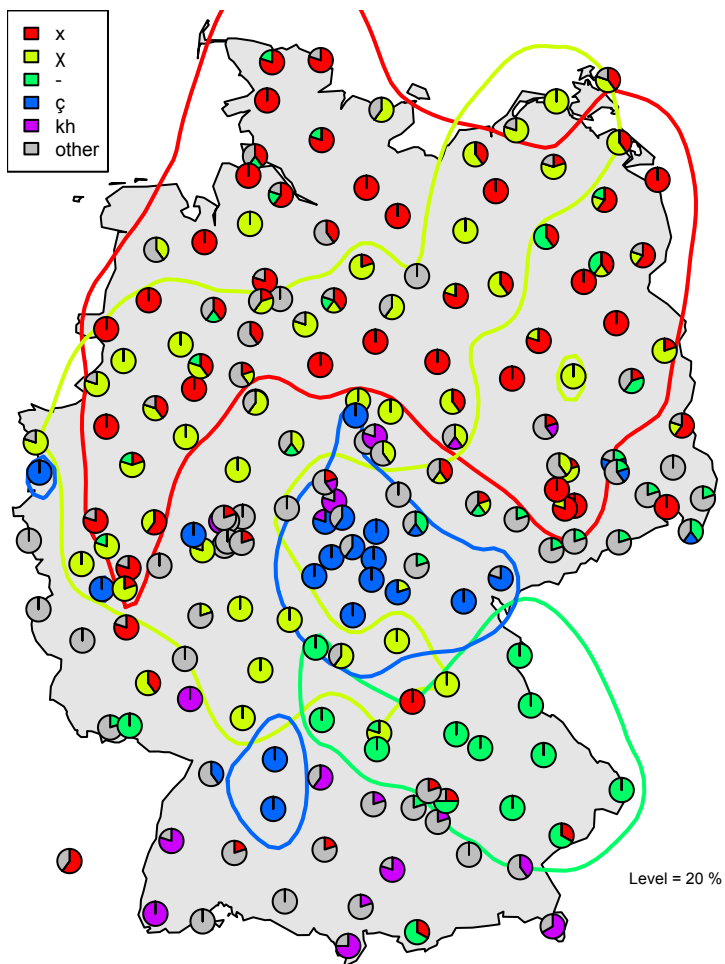 x
χ
-
ç
kh
other
Level = 20 %